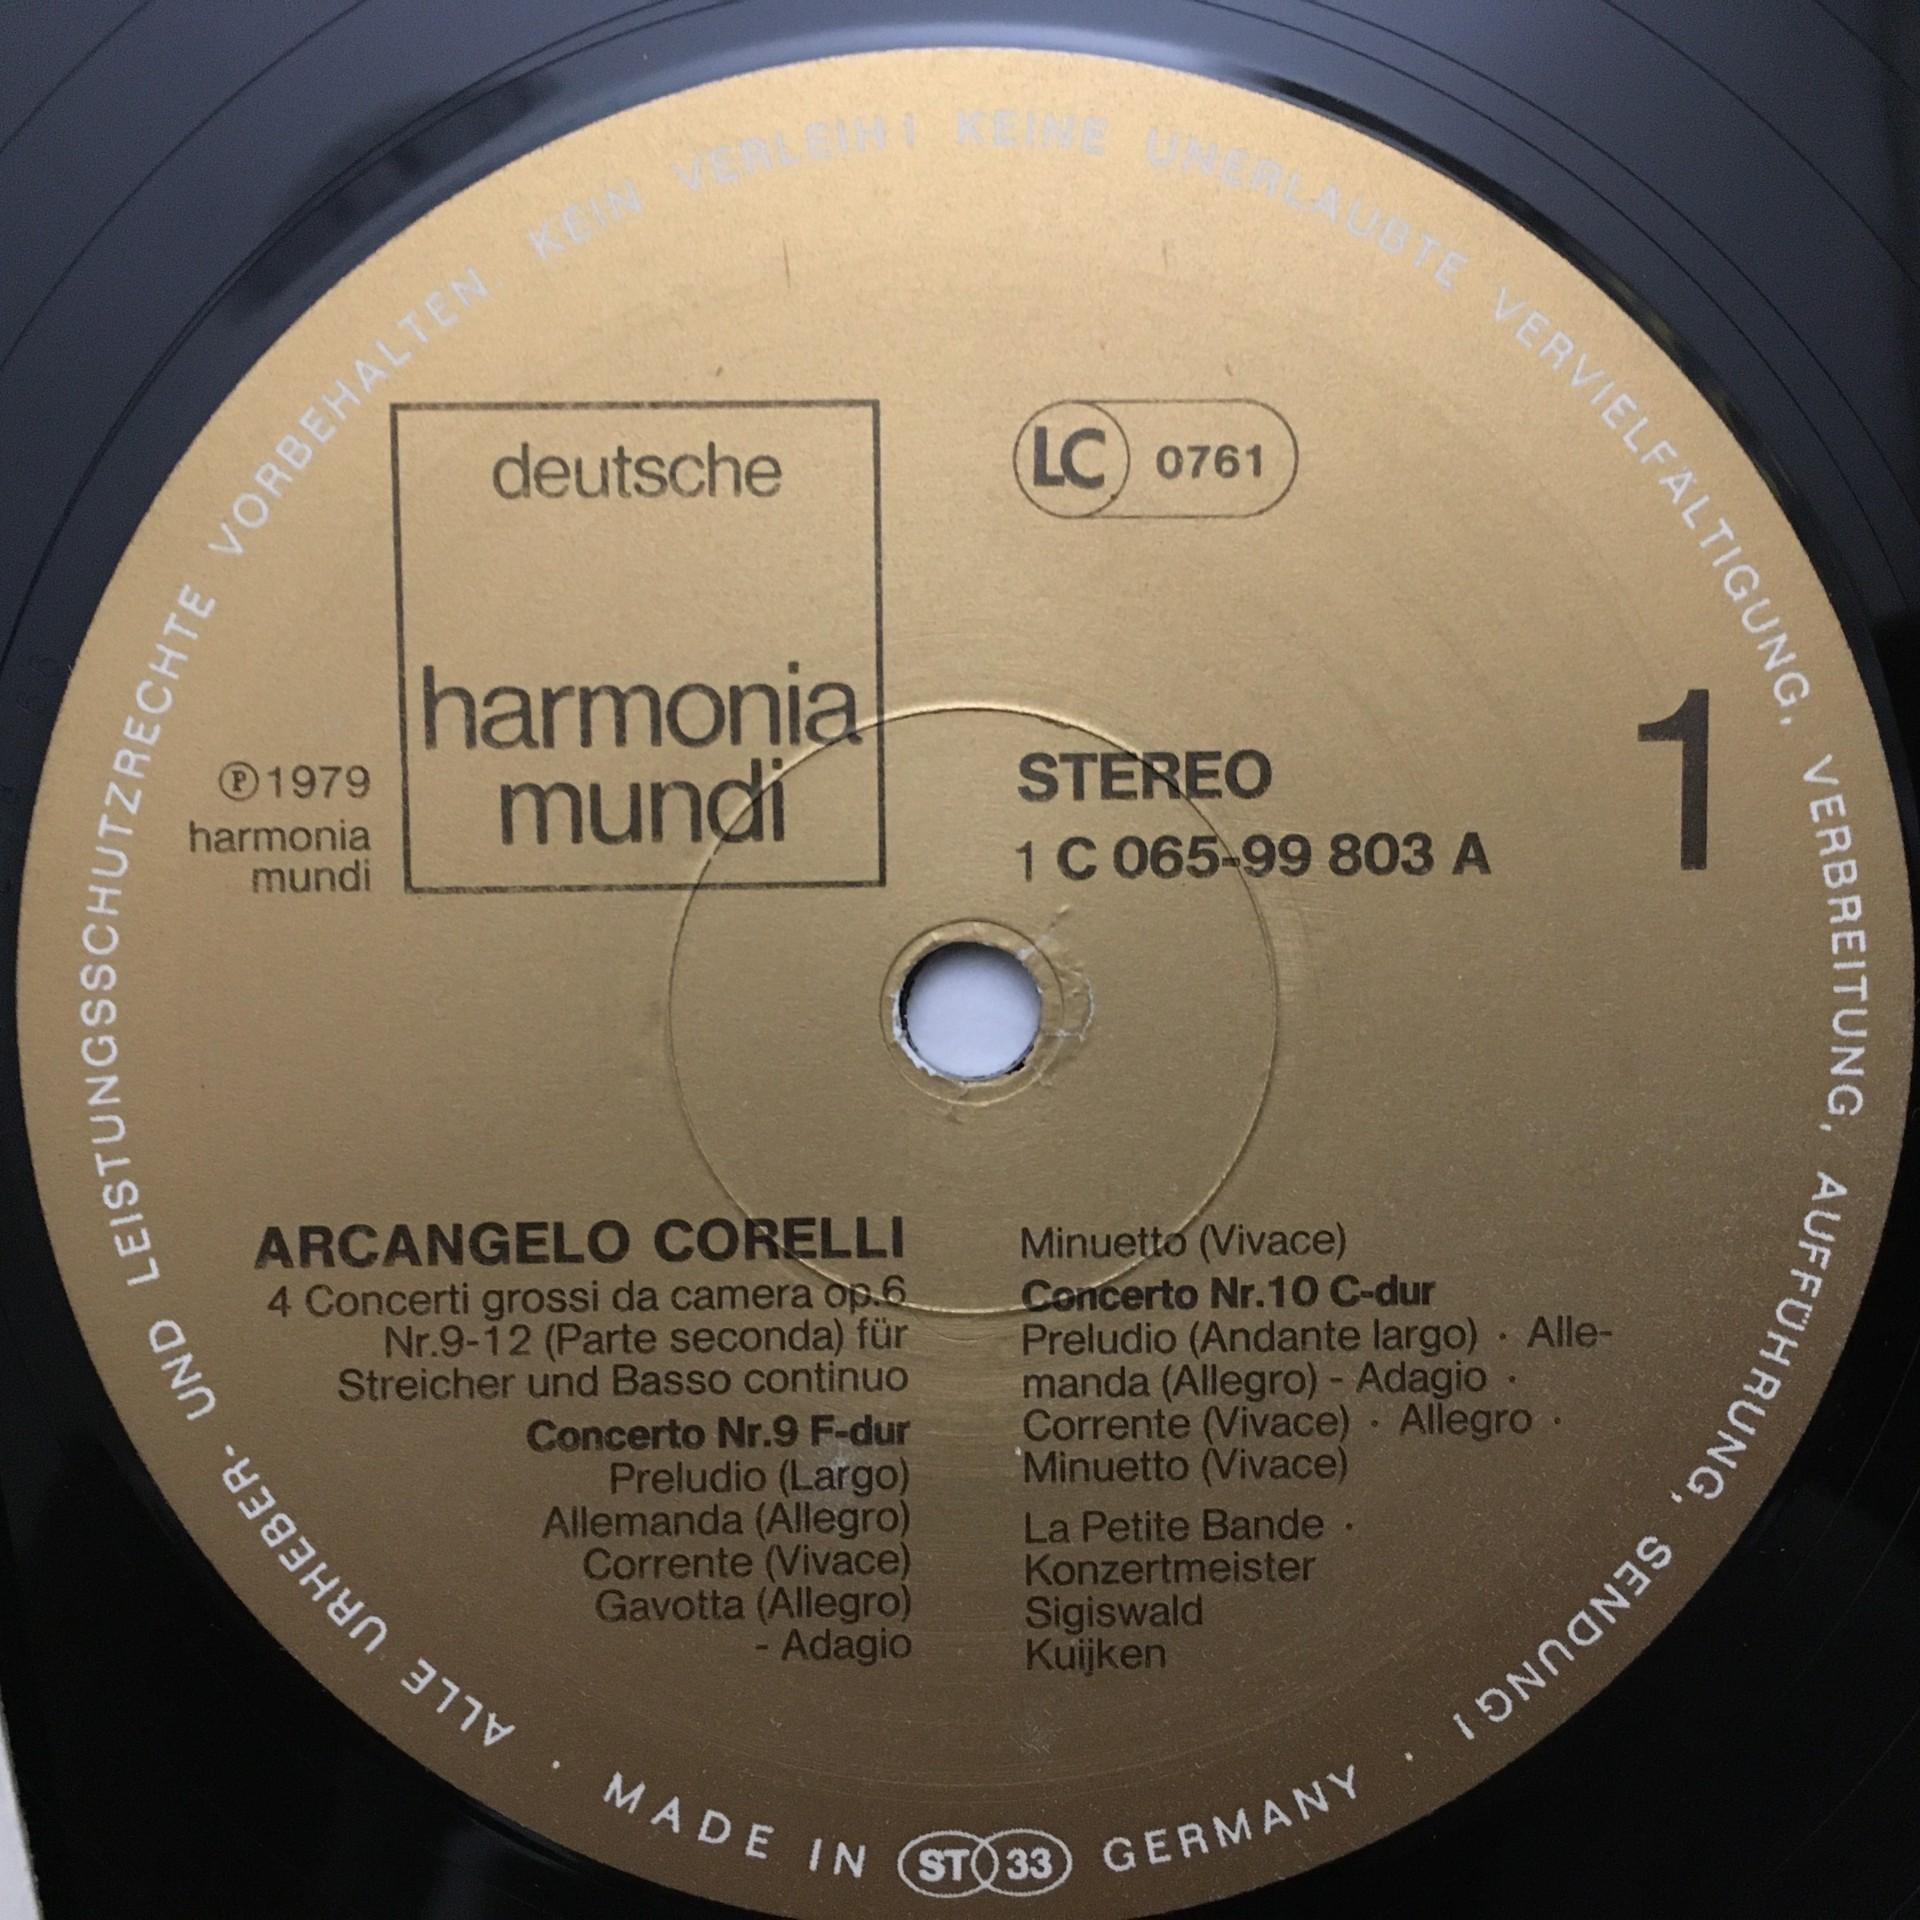 deutsche
harmonia
mundi
℗1979
harmonia
mundi
LC 0761
STEREO
1 C 065-99 803 A
1
ARCANGELO CORELLI
4 Concerti grossi da camera op.6
Nr.9-12 (Parte seconda) für
Streicher und Basso continuo
Concerto Nr.9 F-dur
Preludio (Largo)
Allemanda (Allegro)
Corrente (Vivace)
Gavotta (Allegro)
- Adagio
Minuetto (Vivace)
Concerto Nr.10 C-dur
Preludio (Andante largo) · Alle-
manda (Allegro) - Adagio ·
Corrente (Vivace) · Allegro ·
Minuetto (Vivace)
La Petite Bande ·
Konzertmeister
Sigiswald
Kuijken
ALLE URHEBER- UND LEISTUNGSSCHUTZRECHTE VORBEHALTEN. KEIN VERLEIH! KEINE UNERLAUBTE VERVIELFÄLTIGUNG, VERBREITUNG, AUFFÜHRUNG, SENDUNG! · MADE IN ST 33 GERMANY ·